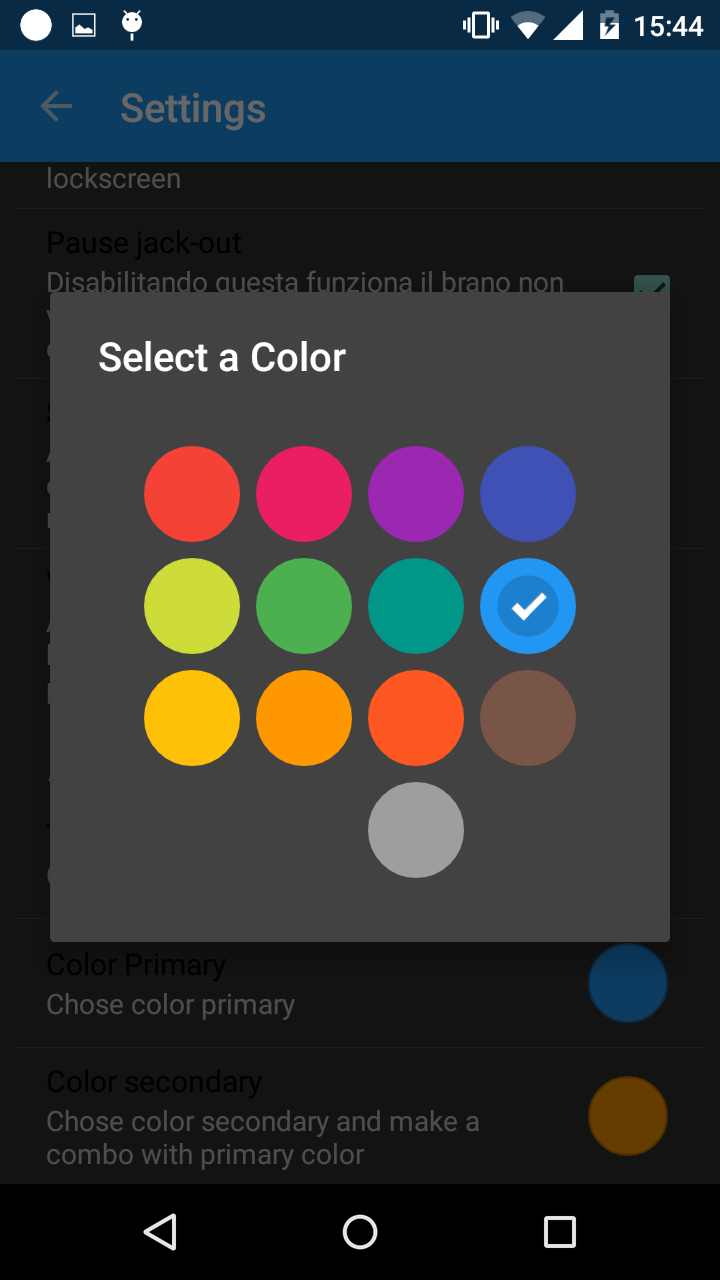 15:44
Settings
lockscreen
Pause jack-out
Disabilitando questa funziona il brano non
Select a Color
Color Primary
Chose color primary
Color secondary
Chose color secondary and make a
combo with primary color